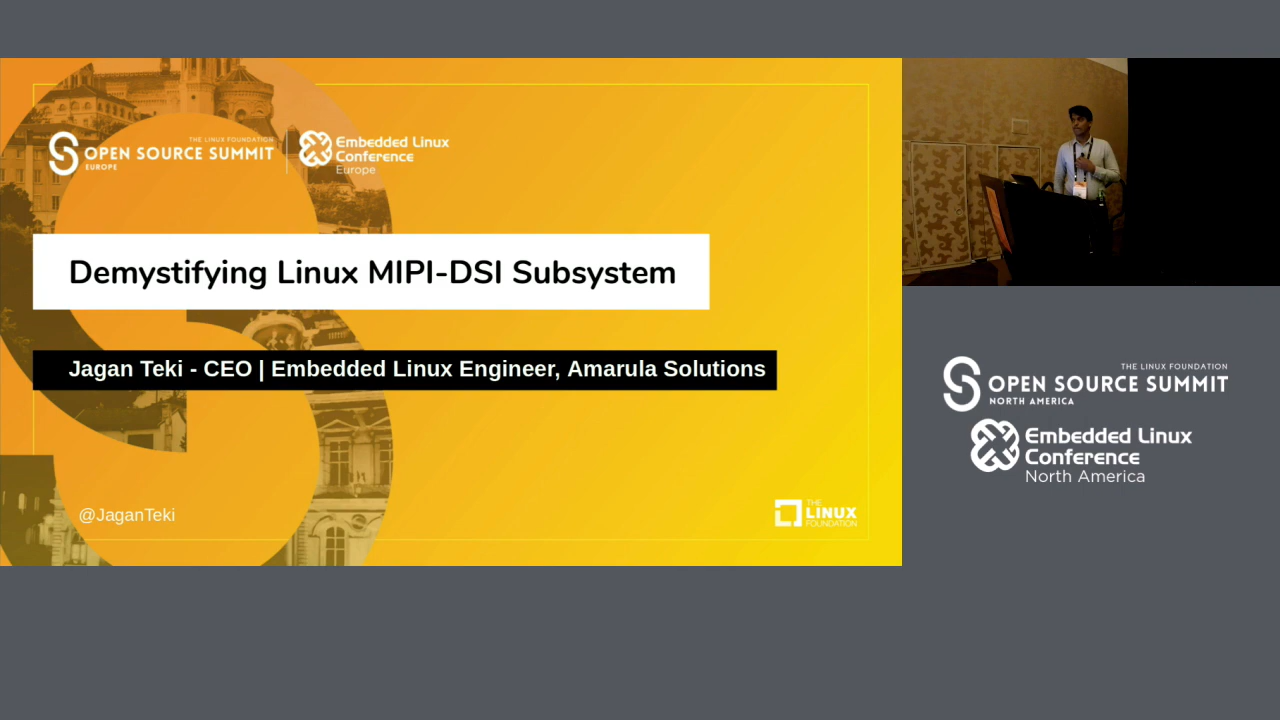 THE LINUX FOUNDATION
OPEN SOURCE SUMMIT
EUROPE
Embedded Linux
Conference
Europe
Demystifying Linux MIPI-DSI Subsystem
Jagan Teki - CEO | Embedded Linux Engineer, Amarula Solutions
@JaganTeki
THE
LINUX
FOUNDATION
THE LINUX FOUNDATION
OPEN SOURCE SUMMIT
NORTH AMERICA
Embedded Linux
Conference
North America